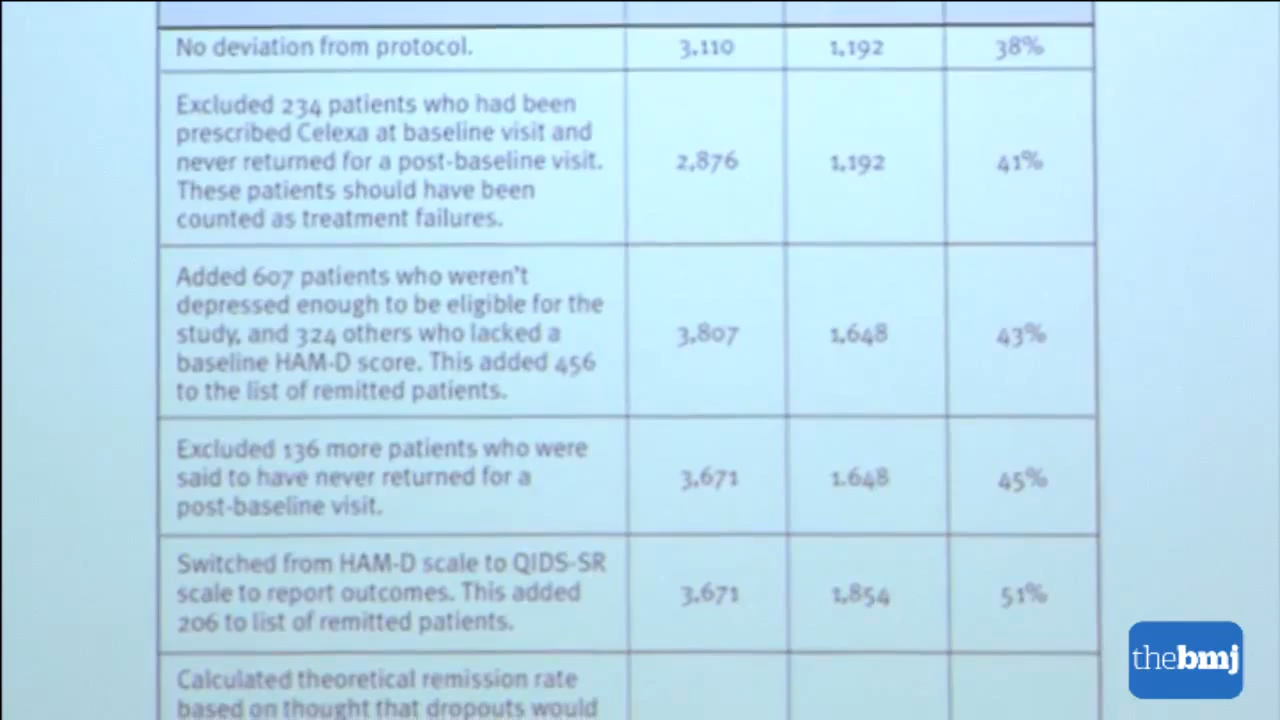 No deviation from protocol.
3,110
1,192
38%
Excluded 234 patients who had been
prescribed Celexa at baseline visit and
never returned for a post-baseline visit.
These patients should have been
counted as treatment failures.
2,876
1,192
41%
Added 607 patients who weren't
depressed enough to be eligible for the
study, and 324 others who lacked a
baseline HAM-D score. This added 456
to the list of remitted patients.
3,807
1,648
43%
Excluded 136 more patients who were
said to have never returned for a
post-baseline visit.
3,671
1.648
45%
Switched from HAM-D scale to QIDS-SR
scale to report outcomes. This added
206 to list of remitted patients.
3,671
1,854
51%
Calculated theoretical remission rate
based on thought that dropouts would
thebmj